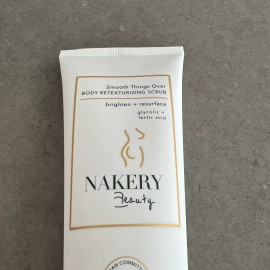 Smooth Things Over
BODY RETEXTURIZING SCRUB
brighten + resurface
glycolic +
lactic acid
NAKERY
Beauty